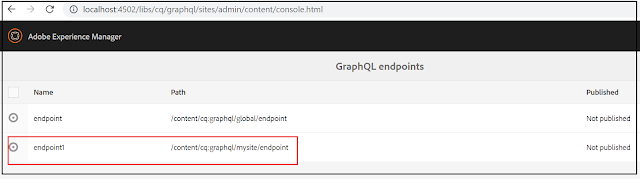 localhost:4502/libs/cq/graphql/sites/admin/content/console.html
Adobe Experience Manager
GraphQL endpoints
Name Path Published
endpoint /content/cq:graphql/global/endpoint Not published
endpoint1 /content/cq:graphql/mysite/endpoint Not published